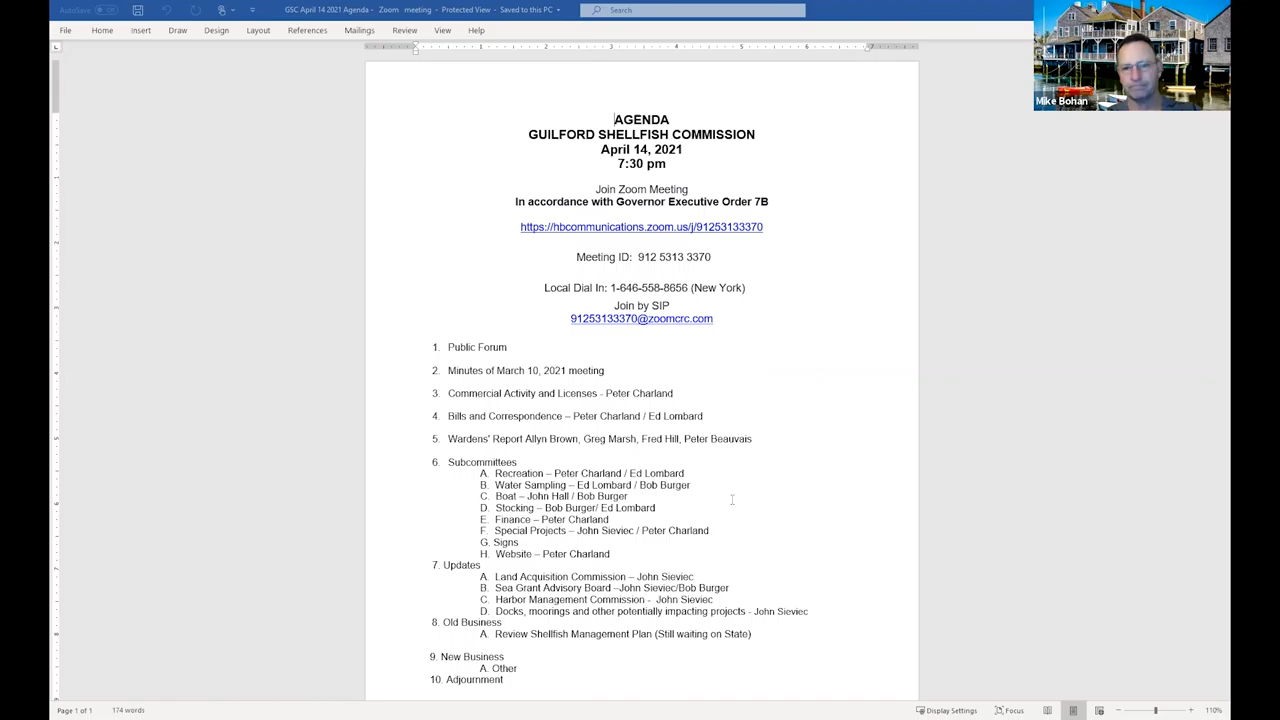 AutoSave
Off
GSC April 14 2021 Agenda - Zoom meeting - Protected View - Saved to this PC
Search
File Home Insert Draw Design Layout References Mailings Review View Help
Mike Bohan
AGENDA
GUILFORD SHELLFISH COMMISSION
April 14, 2021
7:30 pm
Join Zoom Meeting
In accordance with Governor Executive Order 7B
https://hbcommunications.zoom.us/j/91253133370
Meeting ID: 912 5313 3370
Local Dial In: 1-646-558-8656 (New York)
Join by SIP
91253133370@zoomcrc.com
1. Public Forum
2. Minutes of March 10, 2021 meeting
3. Commercial Activity and Licenses - Peter Charland
4. Bills and Correspondence – Peter Charland / Ed Lombard
5. Wardens' Report Allyn Brown, Greg Marsh, Fred Hill, Peter Beauvais
6. Subcommittees
A. Recreation – Peter Charland / Ed Lombard
B. Water Sampling – Ed Lombard / Bob Burger
C. Boat – John Hall / Bob Burger
D. Stocking – Bob Burger/ Ed Lombard
E. Finance – Peter Charland
F. Special Projects – John Sieviec / Peter Charland
G. Signs
H. Website – Peter Charland
7. Updates
A. Land Acquisition Commission – John Sieviec
B. Sea Grant Advisory Board –John Sieviec/Bob Burger
C. Harbor Management Commission - John Sieviec
D. Docks, moorings and other potentially impacting projects - John Sieviec
8. Old Business
A. Review Shellfish Management Plan (Still waiting on State)
9. New Business
A. Other
10. Adjournment
Page 1 of 1 174 words Display Settings Focus 110%